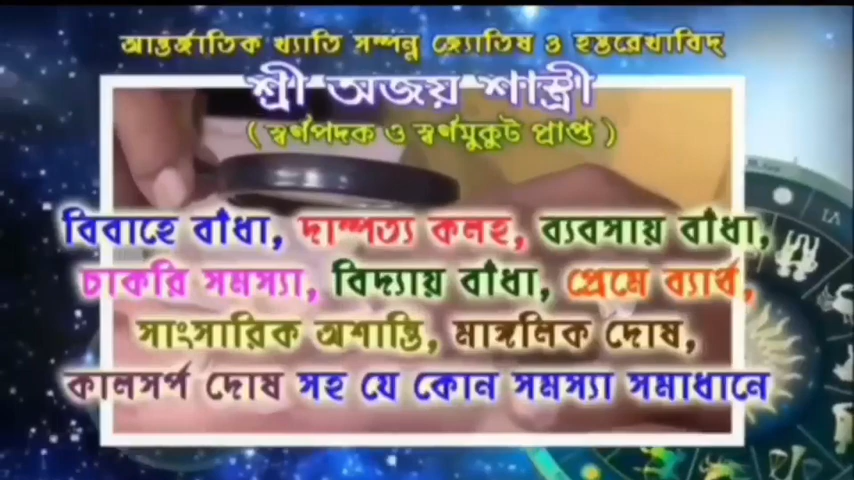 আন্তর্জাতিক খ্যাতি সম্পন্ন জ্যোতিষ ও হস্তরেখাবিদ্
শ্রী অজয় শাস্ত্রী
( স্বর্ণপদক ও স্বর্ণমুকুট প্রাপ্ত )
বিবাহে বাঁধা, দাম্পত্য কলহ, ব্যবসায় বাঁধা,
চাকরি সমস্যা, বিদ্যায় বাঁধা, প্রেমে ব্যার্থ,
সাংসারিক অশান্তি, মাঙ্গলিক দোষ,
কালসর্প দোষ সহ যে কোন সমস্যা সমাধানে